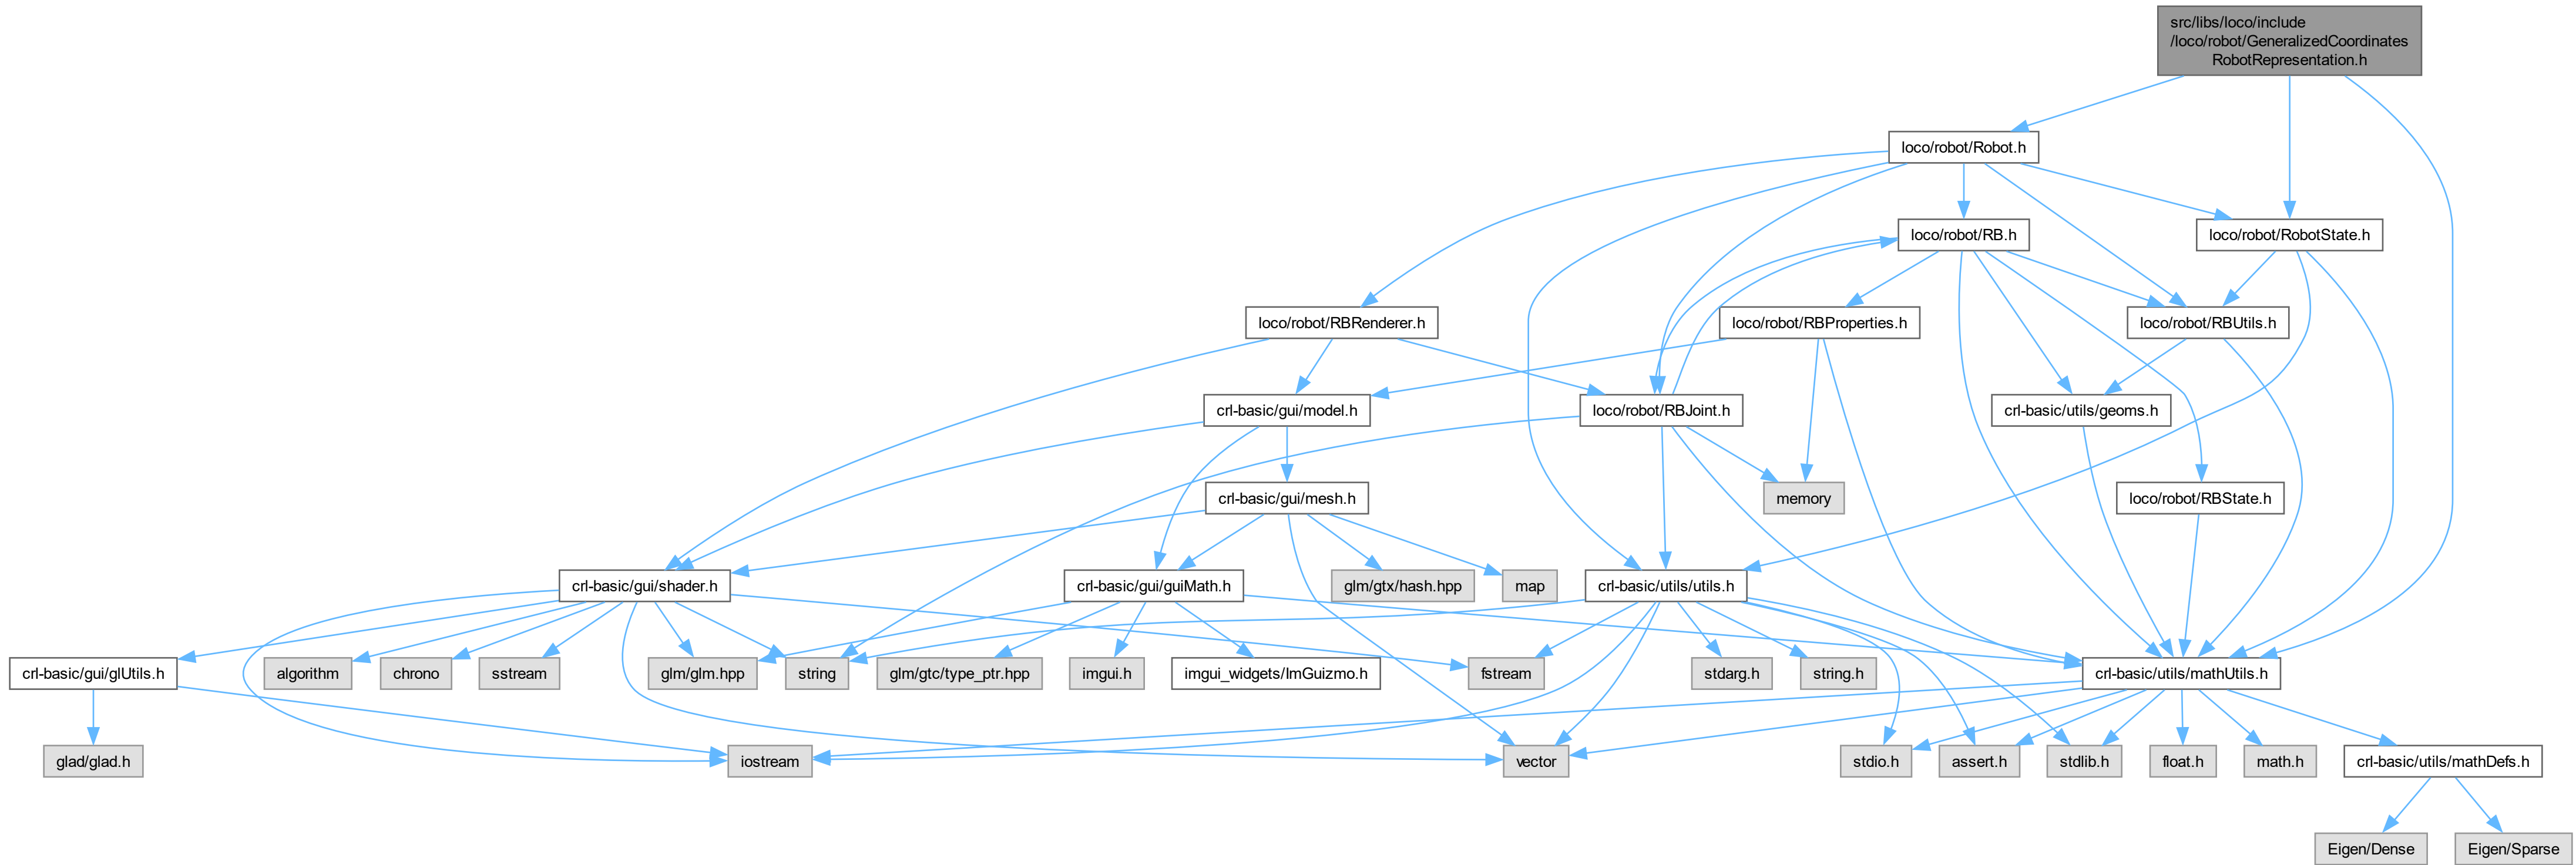 src/libs/loco/include
/loco/robot/GeneralizedCoordinates
RobotRepresentation.h
loco/robot/Robot.h
loco/robot/RB.h
loco/robot/RobotState.h
loco/robot/RBRenderer.h
loco/robot/RBProperties.h
loco/robot/RBUtils.h
crl-basic/gui/model.h
loco/robot/RBJoint.h
crl-basic/utils/geoms.h
crl-basic/gui/mesh.h
memory
loco/robot/RBState.h
crl-basic/gui/shader.h
crl-basic/gui/guiMath.h
glm/gtx/hash.hpp
map
crl-basic/utils/utils.h
crl-basic/gui/glUtils.h
algorithm
chrono
sstream
glm/glm.hpp
string
fstream
glm/gtc/type_ptr.hpp
imgui.h
imgui_widgets/ImGuizmo.h
stdarg.h
string.h
crl-basic/utils/mathUtils.h
glad/glad.h
iostream
vector
stdio.h
assert.h
stdlib.h
float.h
math.h
crl-basic/utils/mathDefs.h
Eigen/Dense
Eigen/Sparse